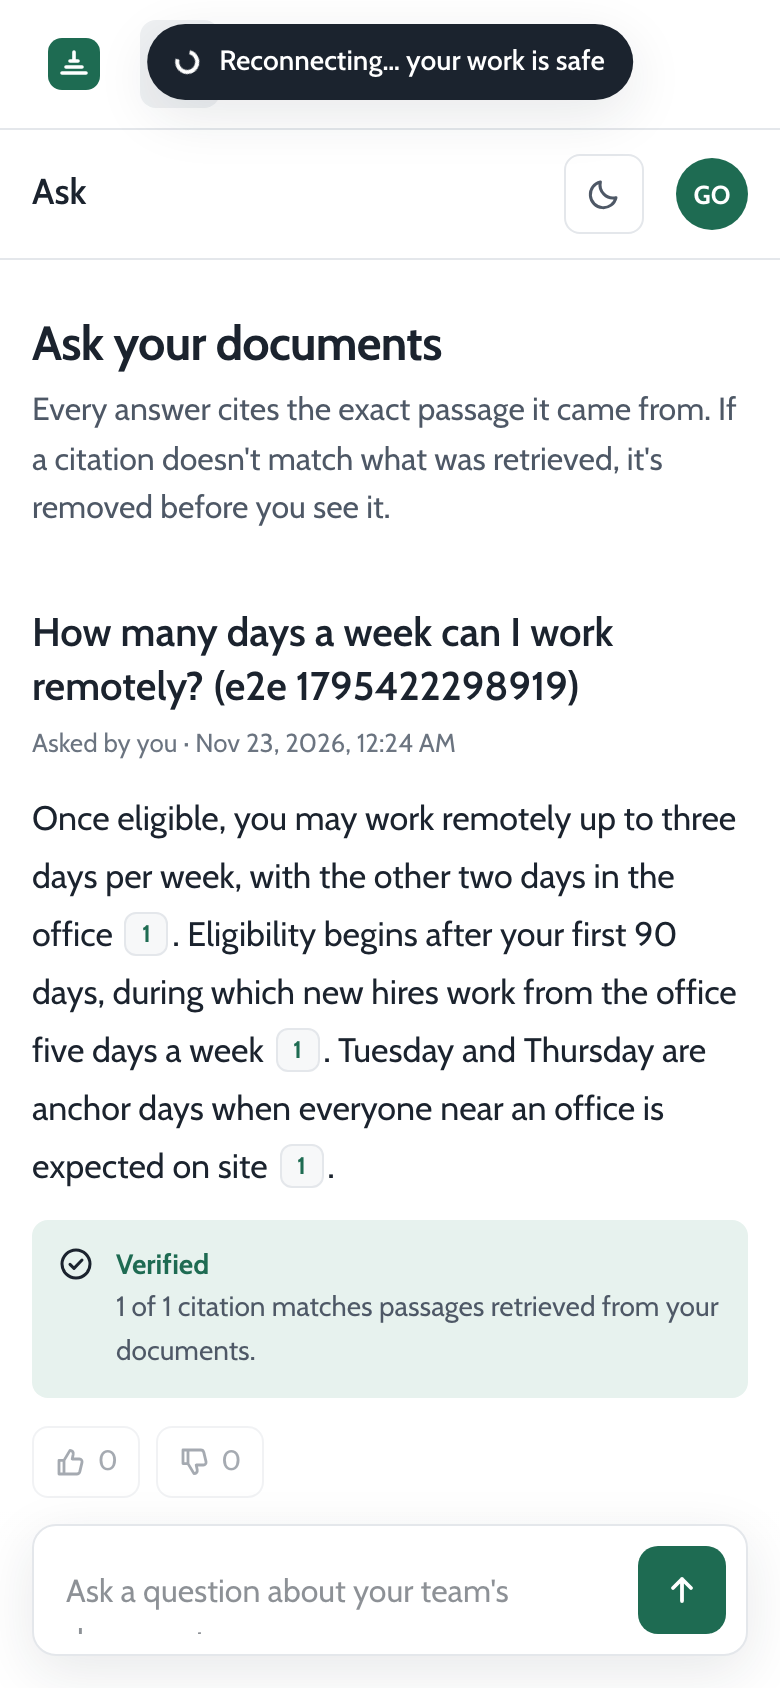 Reconnecting... your work is safe
Ask
GO
Ask your documents
Every answer cites the exact passage it came from. If
a citation doesn't match what was retrieved, it's
removed before you see it.
How many days a week can I work
remotely? (e2e 1795422298919)
Asked by you · Nov 23, 2026, 12:24 AM
Once eligible, you may work remotely up to three
days per week, with the other two days in the
office 1. Eligibility begins after your first 90
days, during which new hires work from the office
five days a week 1. Tuesday and Thursday are
anchor days when everyone near an office is
expected on site 1.
Verified
1 of 1 citation matches passages retrieved from your
documents.
0 0
Ask a question about your team's